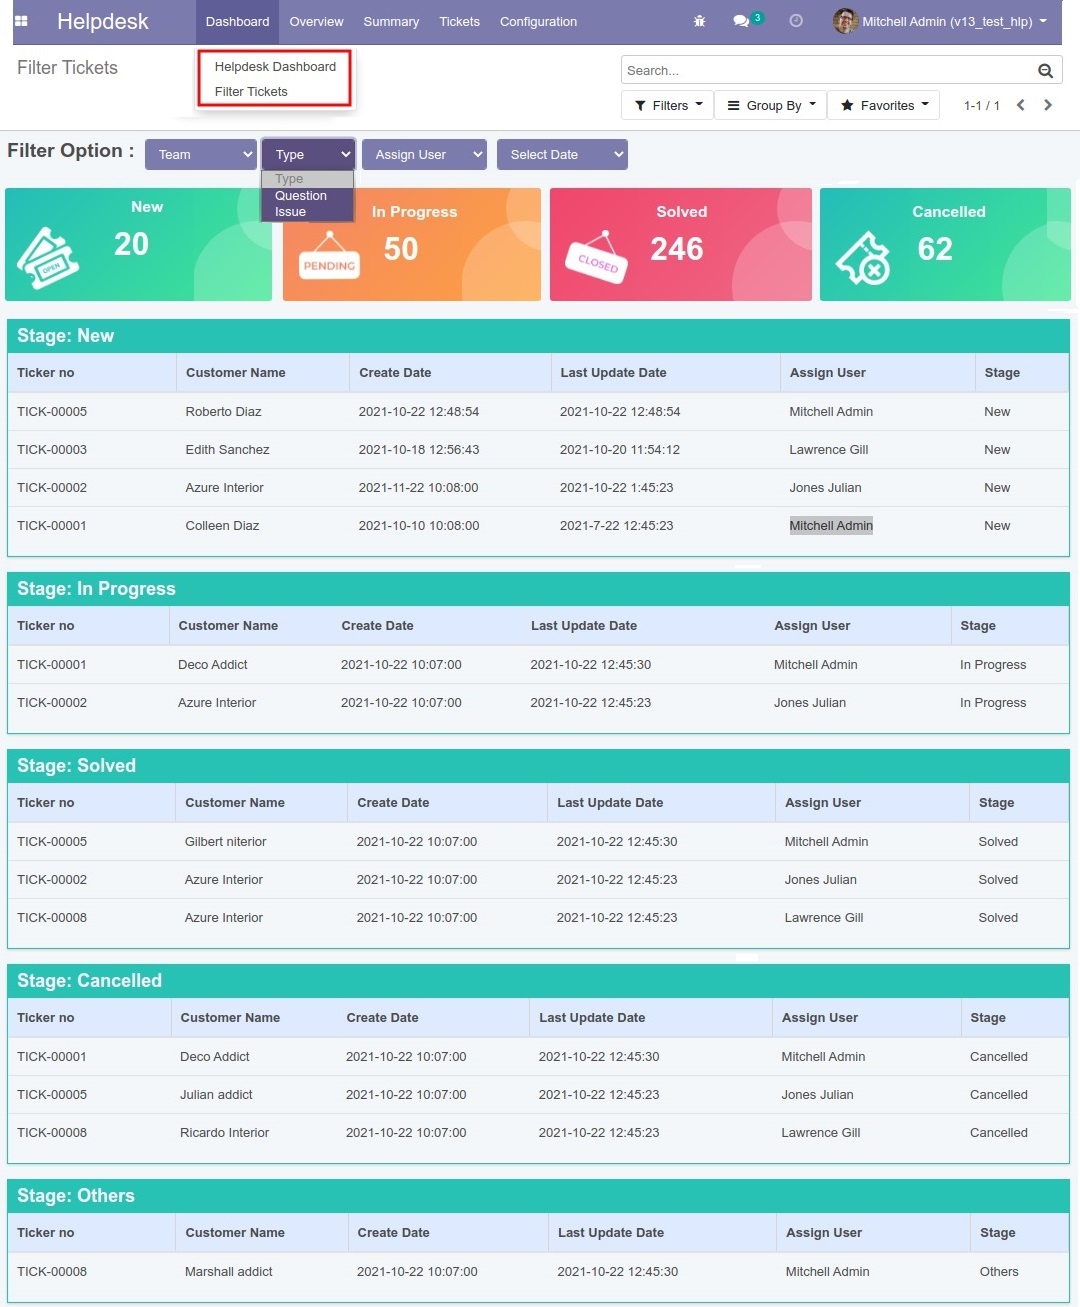 Helpdesk Dashboard Overview Summary Tickets Configuration 3 Mitchell Admin (v13_test_hlp)
Filter Tickets
Helpdesk Dashboard
Filter Tickets
Search...
Filters Group By Favorites 1-1 / 1
Filter Option : Team Type Assign User Select Date
Type
Question
Issue
New
20
OPEN
In Progress
50
PENDING
Solved
246
CLOSED
Cancelled
62
Stage: New
Ticker no Customer Name Create Date Last Update Date Assign User Stage
TICK-00005 Roberto Diaz 2021-10-22 12:48:54 2021-10-22 12:48:54 Mitchell Admin New
TICK-00003 Edith Sanchez 2021-10-18 12:56:43 2021-10-20 11:54:12 Lawrence Gill New
TICK-00002 Azure Interior 2021-11-22 10:08:00 2021-10-22 1:45:23 Jones Julian New
TICK-00001 Colleen Diaz 2021-10-10 10:08:00 2021-7-22 12:45:23 Mitchell Admin New
Stage: In Progress
Ticker no Customer Name Create Date Last Update Date Assign User Stage
TICK-00001 Deco Addict 2021-10-22 10:07:00 2021-10-22 12:45:30 Mitchell Admin In Progress
TICK-00002 Azure Interior 2021-10-22 10:07:00 2021-10-22 12:45:23 Jones Julian In Progress
Stage: Solved
Ticker no Customer Name Create Date Last Update Date Assign User Stage
TICK-00005 Gilbert niterior 2021-10-22 10:07:00 2021-10-22 12:45:30 Mitchell Admin Solved
TICK-00002 Azure Interior 2021-10-22 10:07:00 2021-10-22 12:45:23 Jones Julian Solved
TICK-00008 Azure Interior 2021-10-22 10:07:00 2021-10-22 12:45:23 Lawrence Gill Solved
Stage: Cancelled
Ticker no Customer Name Create Date Last Update Date Assign User Stage
TICK-00001 Deco Addict 2021-10-22 10:07:00 2021-10-22 12:45:30 Mitchell Admin Cancelled
TICK-00005 Julian addict 2021-10-22 10:07:00 2021-10-22 12:45:23 Jones Julian Cancelled
TICK-00008 Ricardo Interior 2021-10-22 10:07:00 2021-10-22 12:45:23 Lawrence Gill Cancelled
Stage: Others
Ticker no Customer Name Create Date Last Update Date Assign User Stage
TICK-00008 Marshall addict 2021-10-22 10:07:00 2021-10-22 12:45:30 Mitchell Admin Others